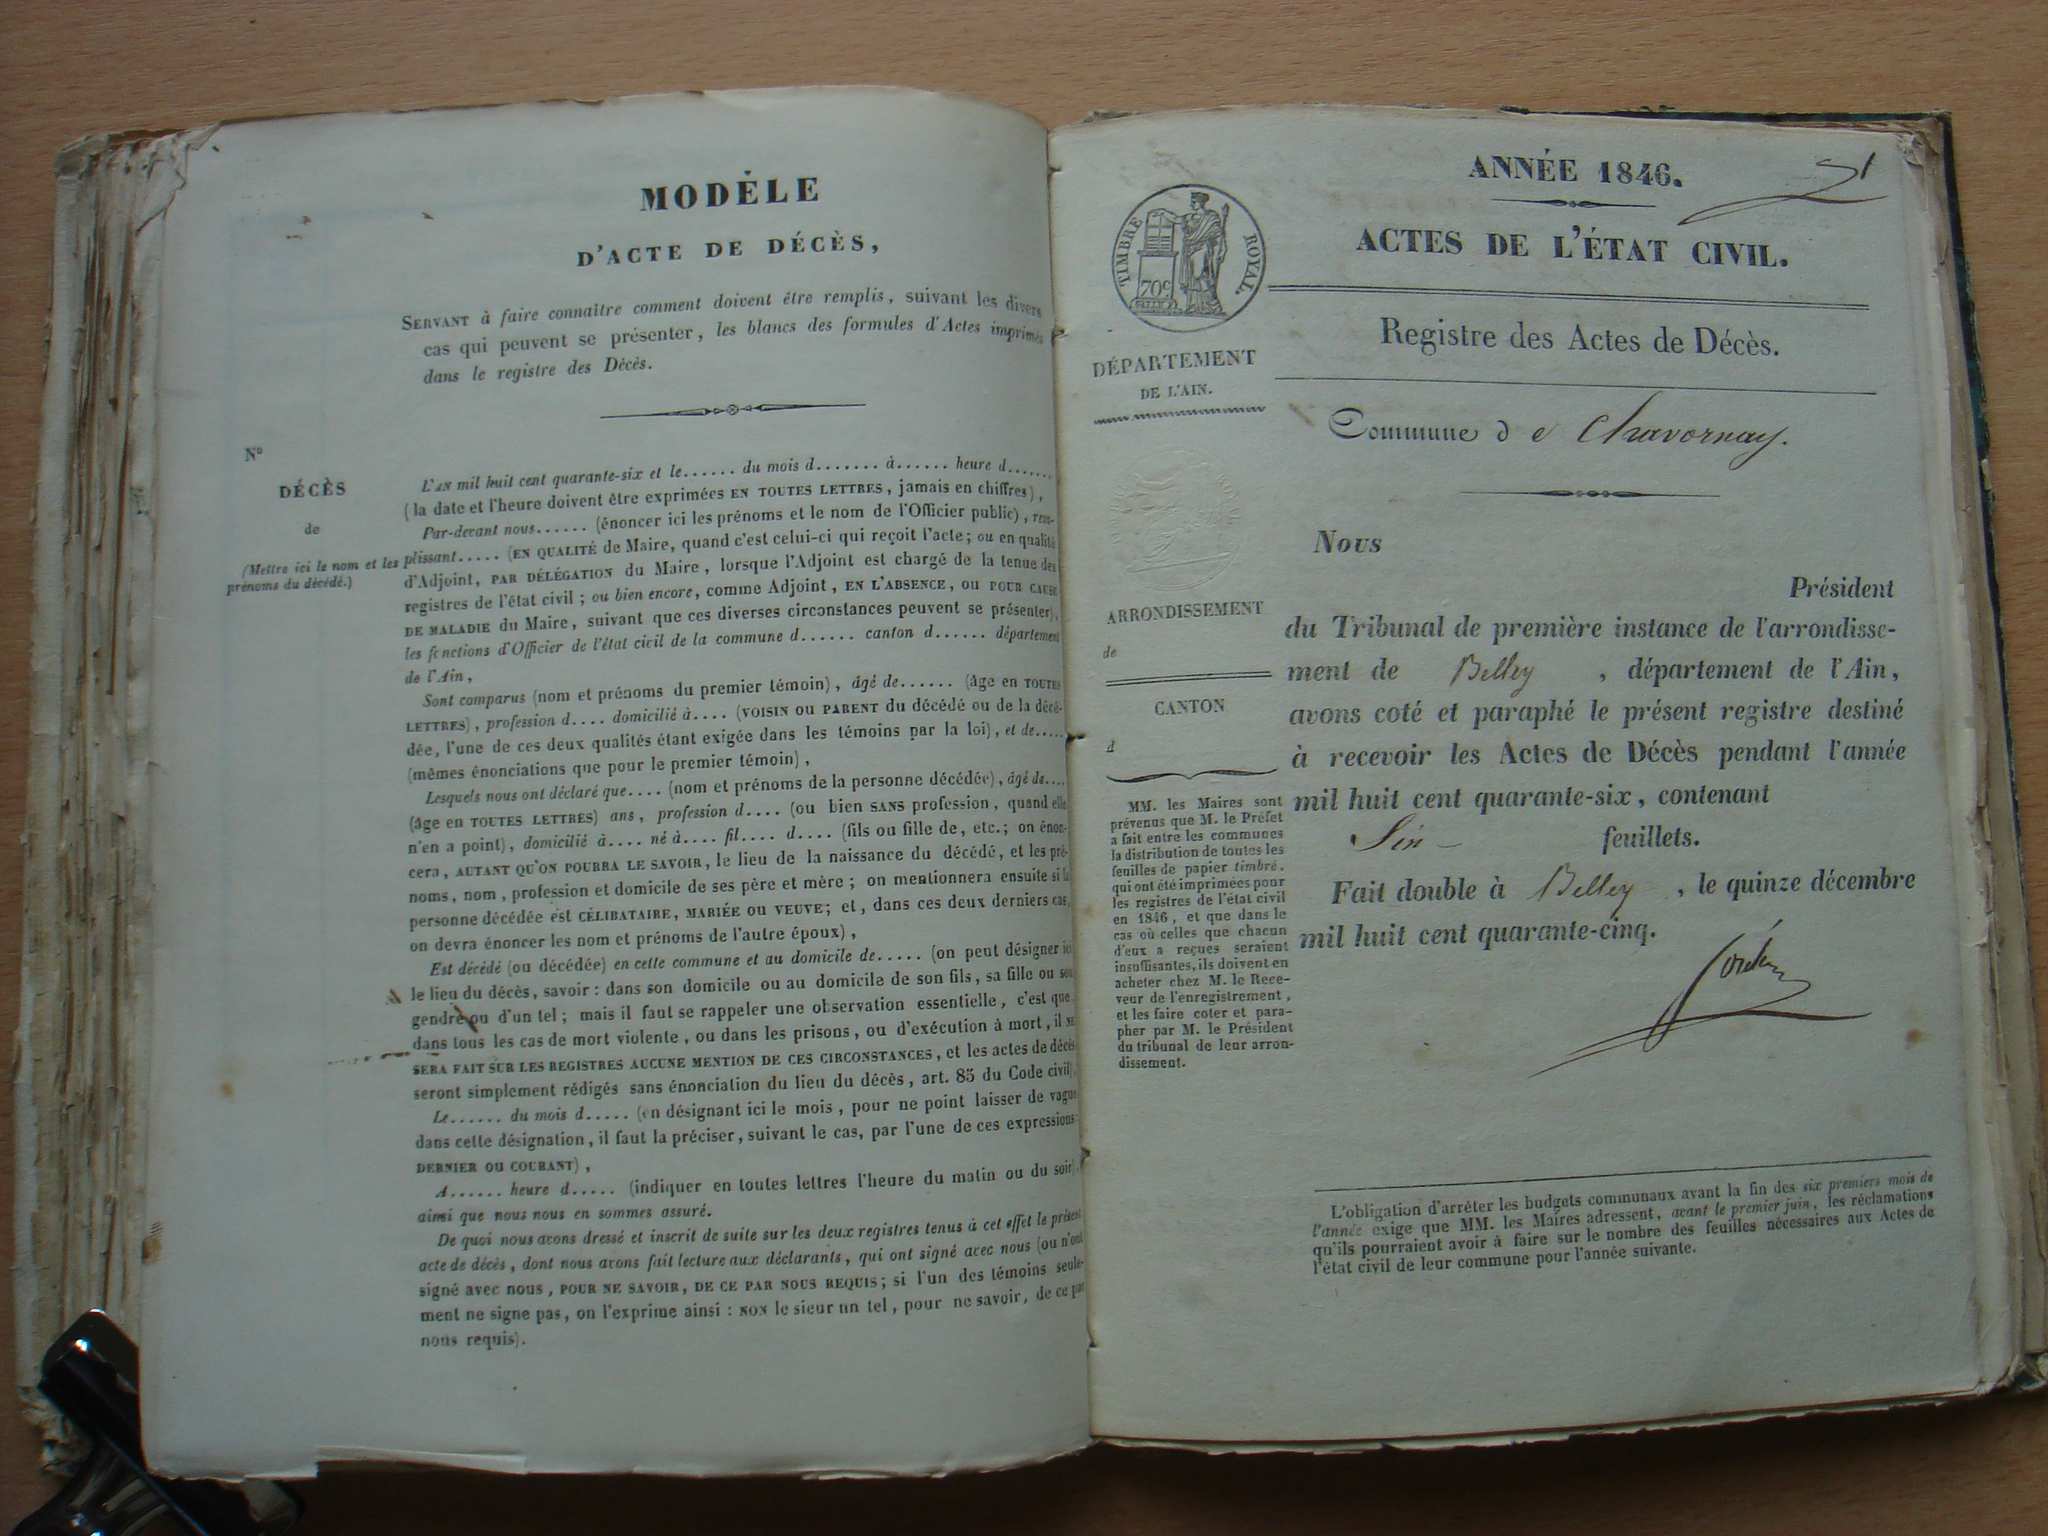 MODÈLE
D'ACTE DE DÉCÈS,
SERVANT à faire connaître comment doivent être remplis, suivant les divers
cas qui peuvent se présenter, les blancs des formules d'Actes imprimés
dans le registre des Décès.
N°
DÉCÈS
de
(Mettre ici le nom et les
prénoms du décédé.)
L'AN mil huit cent quarante-six et le...... du mois d....... à...... heure d.......
(la date et l'heure doivent être exprimées EN TOUTES LETTRES, jamais en chiffres),
Par-devant nous...... (énoncer ici les prénoms et le nom de l'Officier public), rem-
plissant..... (EN QUALITÉ de Maire, quand c'est celui-ci qui reçoit l'acte; ou en qualité
d'Adjoint, PAR DÉLÉGATION du Maire, lorsque l'Adjoint est chargé de la tenue des
registres de l'état civil; ou bien encore, comme Adjoint, EN L'ABSENCE, OU POUR CAUSE
DE MALADIE du Maire, suivant que ces diverses circonstances peuvent se présenter),
les fonctions d'Officier de l'état civil de la commune d...... canton d...... département
de l'Ain,
Sont comparus (nom et prénoms du premier témoin), âgé de...... (âge en TOUTES
LETTRES), profession d.... domicilié à.... (VOISIN OU PARENT du décédé ou de la décé-
dée, l'une de ces deux qualités étant exigée dans les témoins par la loi), et de.....
(mêmes énonciations que pour le premier témoin),
Lesquels nous ont déclaré que.... (nom et prénoms de la personne décédée), âgé de....
(âge en TOUTES LETTRES) ans, profession d.... (ou bien SANS profession, quand elle
n'en a point), domicilié à.... né à.... fil.... d.... (fils ou fille de, etc.; on énon-
cera, AUTANT QU'ON POURRA LE SAVOIR, le lieu de la naissance du décédé, et les pré-
noms, nom, profession et domicile de ses père et mère; on mentionnera ensuite si la
personne décédée est CÉLIBATAIRE, MARIÉE OU VEUVE; et, dans ces deux derniers cas,
on devra énoncer les nom et prénoms de l'autre époux),
Est décédé (ou décédée) en cette commune et au domicile de..... (on peut désigner ici
le lieu du décès, savoir: dans son domicile ou au domicile de son fils, sa fille ou son
gendre ou d'un tel; mais il faut se rappeler une observation essentielle, c'est que
dans tous les cas de mort violente, ou dans les prisons, ou d'exécution à mort, il NE
SERA FAIT SUR LES REGISTRES AUCUNE MENTION DE CES CIRCONSTANCES, et les actes de décès
seront simplement rédigés sans énonciation du lieu du décès, art. 85 du Code civil),
Le...... du mois d..... (en désignant ici le mois, pour ne point laisser de vague
dans cette désignation, il faut la préciser, suivant le cas, par l'une de ces expressions:
DERNIER OU COURANT),
A...... heure d..... (indiquer en toutes lettres l'heure du matin ou du soir),
ainsi que nous nous en sommes assuré.
De quoi nous avons dressé et inscrit de suite sur les deux registres tenus à cet effet le présent
acte de décès, dont nous avons fait lecture aux déclarants, qui ont signé avec nous (ou n'ont
signé avec nous, POUR NE SAVOIR, DE CE PAR NOUS REQUIS; si l'un des témoins seule-
ment ne signe pas, on l'exprime ainsi: NON le sieur un tel, pour ne savoir, de ce par
nous requis).
ANNÉE 1846.
ACTES DE L'ÉTAT CIVIL.
TIMBRE ROYAL
70c
DÉPARTEMENT
DE L'AIN.
Registre des Actes de Décès.
Commune de Chavornay.
ARRONDISSEMENT
de
CANTON
d
MM. les Maires sont
prévenus que M. le Préfet
a fait entre les communes
la distribution de toutes les
feuilles de papier timbré,
qui ont été imprimées pour
les registres de l'état civil
en 1846, et que dans le
cas où celles que chacun
d'eux a reçues seraient
insuffisantes, ils doivent en
acheter chez M. le Rece-
veur de l'enregistrement,
et les faire coter et para-
pher par M. le Président
du tribunal de leur arron-
dissement.
Nous
Président
du Tribunal de première instance de l'arrondisse-
ment de Belley, département de l'Ain,
avons coté et paraphé le présent registre destiné
à recevoir les Actes de Décès pendant l'année
mil huit cent quarante-six, contenant
Six feuillets.
Fait double à Belley, le quinze décembre
mil huit cent quarante-cinq.
L'obligation d'arrêter les budgets communaux avant la fin des six premiers mois de
l'année exige que MM. les Maires adressent, avant le premier juin, les réclamations
qu'ils pourraient avoir à faire sur le nombre des feuilles nécessaires aux Actes de
l'état civil de leur commune pour l'année suivante.